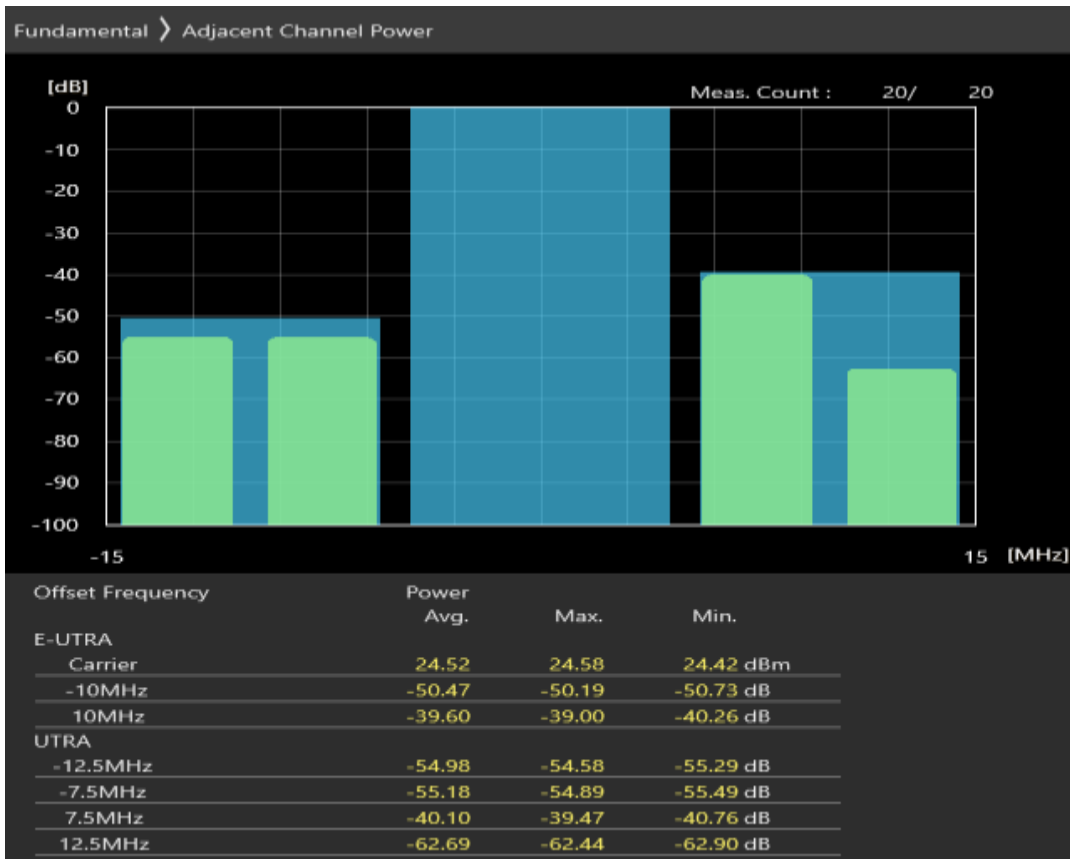 Fundamental 〉 Adjacent Channel Power
[dB]
Meas. Count : 20/ 20
0
-10
-20
-30
-40
-50
-60
-70
-80
-90
-100
-15 15 [MHz]
Offset Frequency Power
Avg. Max. Min.
E-UTRA
Carrier 24.52 24.58 24.42 dBm
-10MHz -50.47 -50.19 -50.73 dB
10MHz -39.60 -39.00 -40.26 dB
UTRA
-12.5MHz -54.98 -54.58 -55.29 dB
-7.5MHz -55.18 -54.89 -55.49 dB
7.5MHz -40.10 -39.47 -40.76 dB
12.5MHz -62.69 -62.44 -62.90 dB